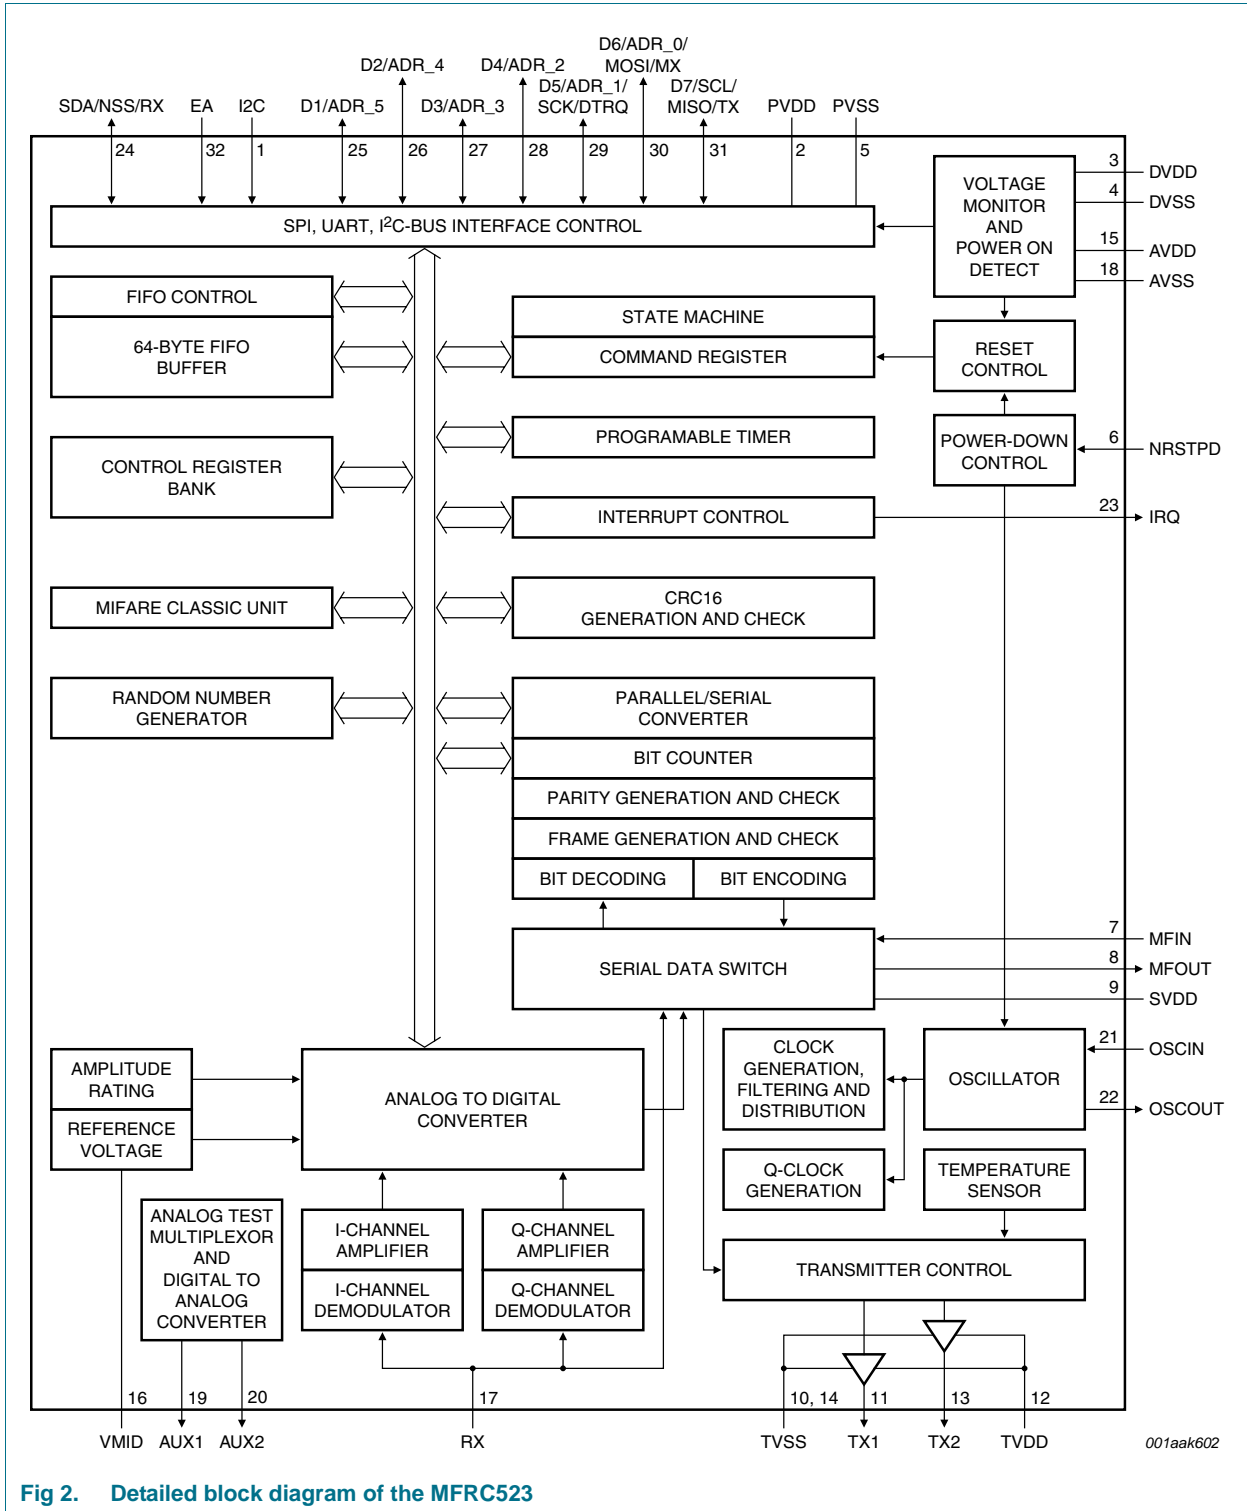 D6/ADR_0/
MOSI/MX
D2/ADR_4
D4/ADR_2
D5/ADR_1/
SCK/DTRQ
D7/SCL/
MISO/TX
SDA/NSS/RX
EA
I2C
D1/ADR_5
D3/ADR_3
PVDD
PVSS
24
32
1
25
26
27
28
29
30
31
2
5
SPI, UART, I2C-BUS INTERFACE CONTROL
VOLTAGE
MONITOR
AND
POWER ON
DETECT
3
DVDD
4
DVSS
15
AVDD
18
AVSS
FIFO CONTROL
64-BYTE FIFO
BUFFER
STATE MACHINE
COMMAND REGISTER
RESET
CONTROL
CONTROL REGISTER
BANK
PROGRAMABLE TIMER
POWER-DOWN
CONTROL
6
NRSTPD
INTERRUPT CONTROL
23
IRQ
MIFARE CLASSIC UNIT
CRC16
GENERATION AND CHECK
RANDOM NUMBER
GENERATOR
PARALLEL/SERIAL
CONVERTER
BIT COUNTER
PARITY GENERATION AND CHECK
FRAME GENERATION AND CHECK
BIT DECODING
BIT ENCODING
SERIAL DATA SWITCH
7
MFIN
8
MFOUT
9
SVDD
AMPLITUDE
RATING
REFERENCE
VOLTAGE
ANALOG TO DIGITAL
CONVERTER
CLOCK
GENERATION,
FILTERING AND
DISTRIBUTION
OSCILLATOR
21
OSCIN
22
OSCOUT
Q-CLOCK
GENERATION
TEMPERATURE
SENSOR
ANALOG TEST
MULTIPLEXOR
AND
DIGITAL TO
ANALOG
CONVERTER
I-CHANNEL
AMPLIFIER
I-CHANNEL
DEMODULATOR
Q-CHANNEL
AMPLIFIER
Q-CHANNEL
DEMODULATOR
TRANSMITTER CONTROL
16
19
20
17
10, 14
11
13
12
VMID
AUX1
AUX2
RX
TVSS
TX1
TX2
TVDD
001aak602
Fig 2. Detailed block diagram of the MFRC523